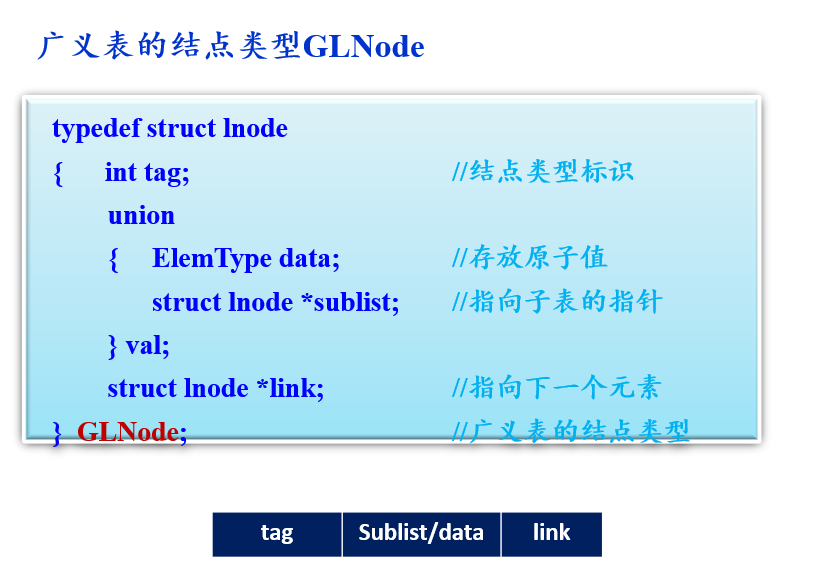 广义表的结点类型GLNode
typedef struct lnode
{ int tag; //结点类型标识
union
{ ElemType data; //存放原子值
struct lnode *sublist; //指向子表的指针
} val;
struct lnode *link; //指向下一个元素
} GLNode; //广义表的结点类型
tag Sublist/data link